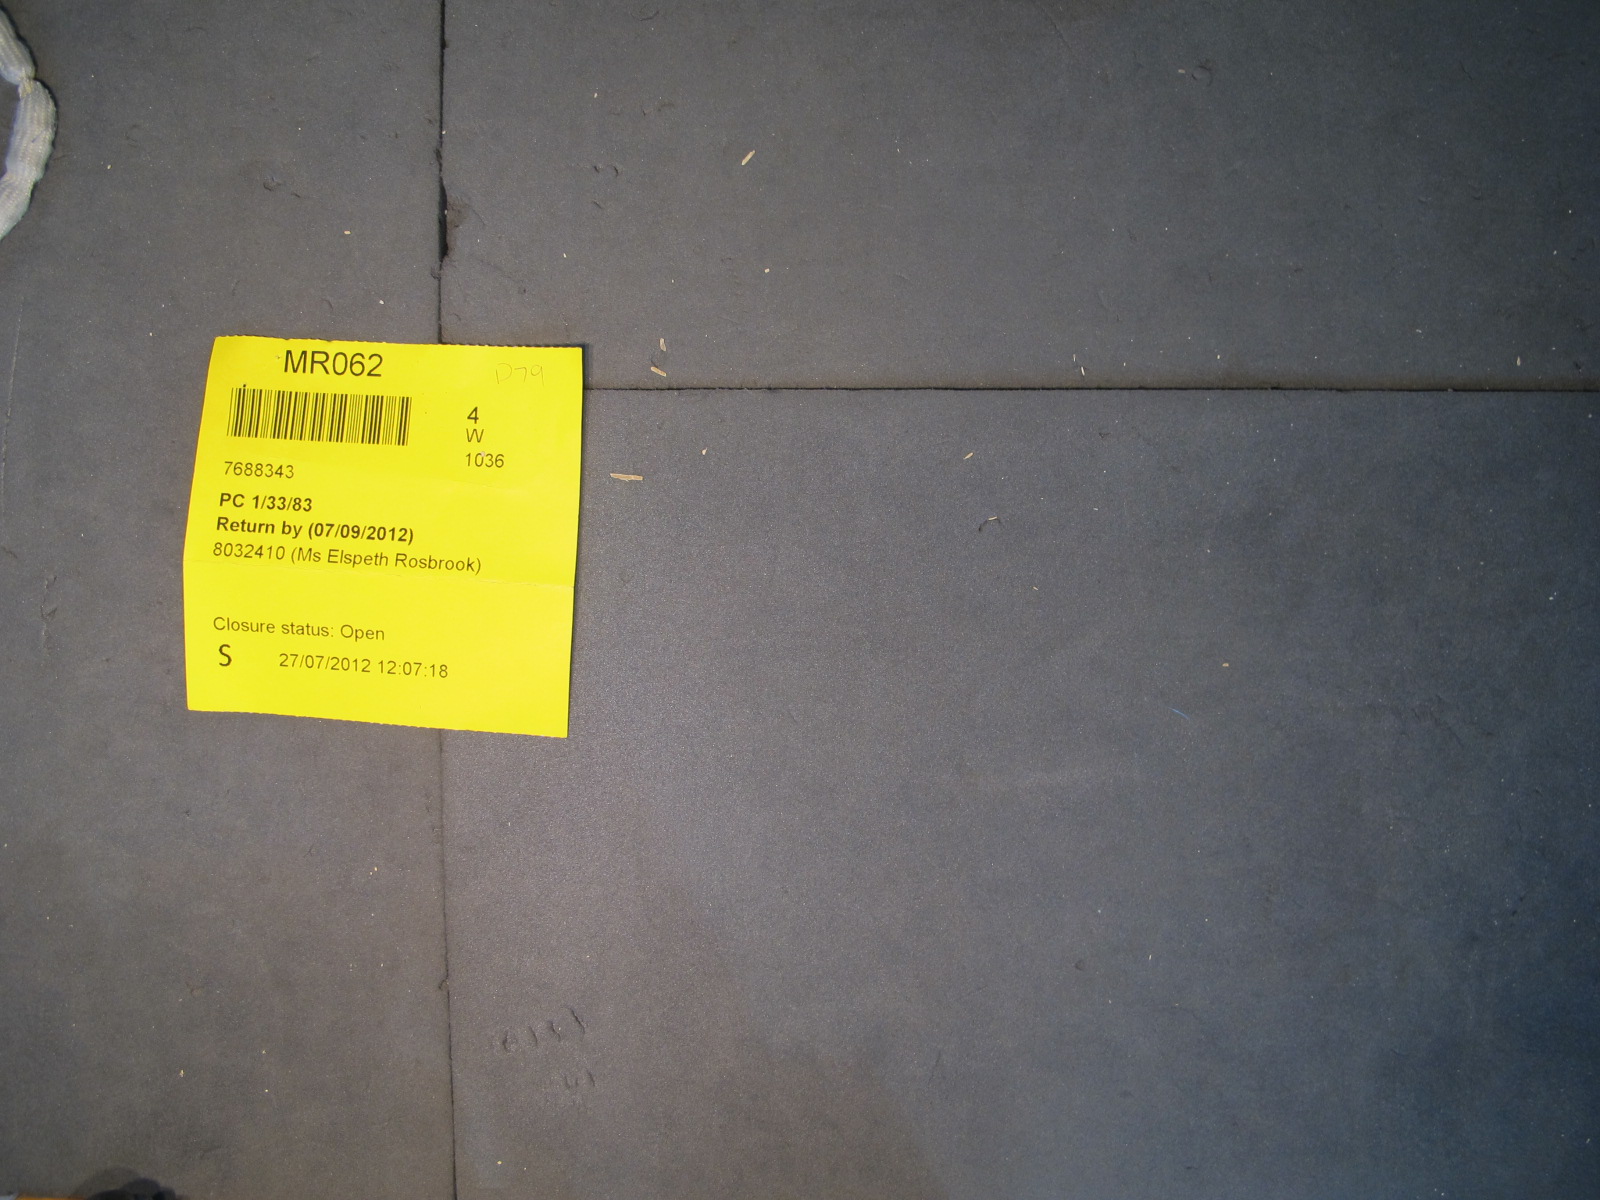 MR062
D79
4
W
1036
7688343
PC 1/33/83
Return by (07/09/2012)
8032410 (Ms Elspeth Rosbrook)
Closure status: Open
S 27/07/2012 12:07:18